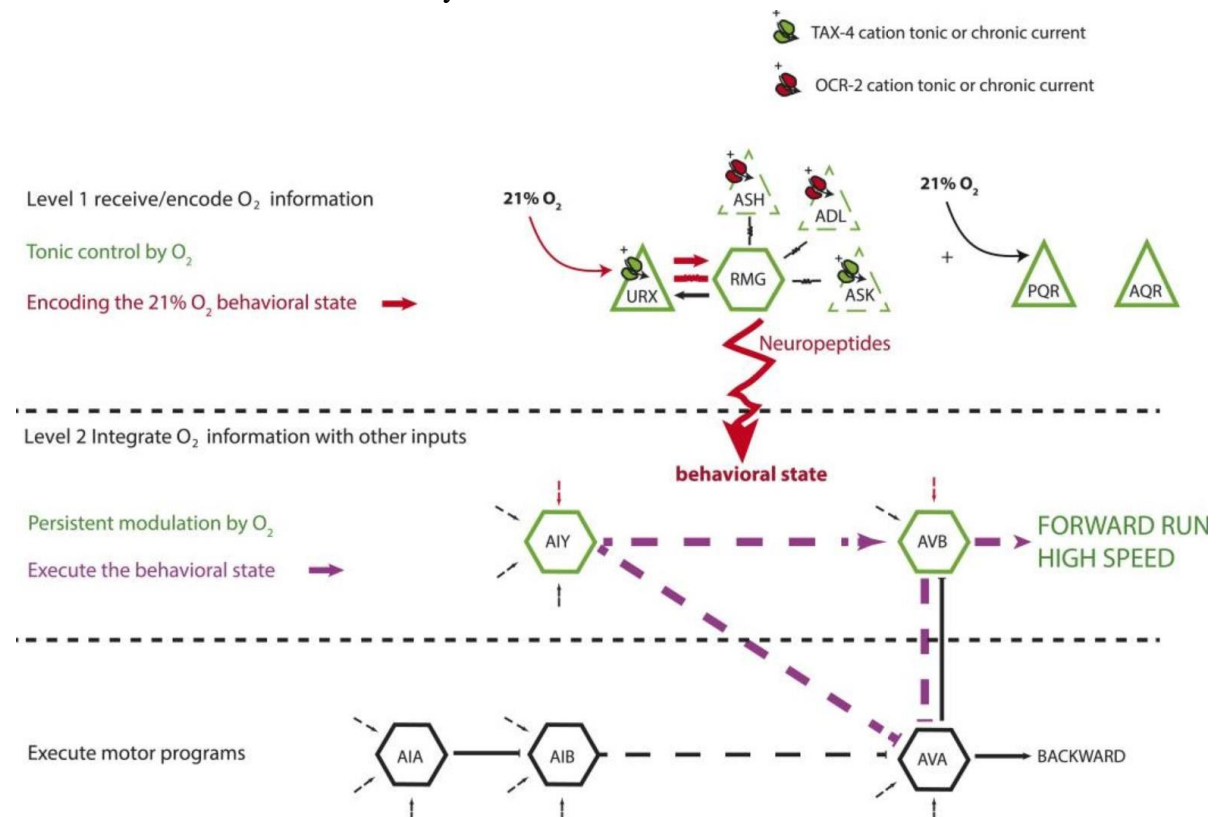 TAX-4 cation tonic or chronic current
OCR-2 cation tonic or chronic current
Level 1 receive/encode O₂ information
Tonic control by O₂
Encoding the 21% O₂ behavioral state
21% O₂
+
URX
RMG
+
ASH
+
ADL
+
ASK
+
21% O₂
PQR
AQR
Neuropeptides
Level 2 Integrate O₂ information with other inputs
behavioral state
Persistent modulation by O₂
Execute the behavioral state
AIY
AVB
FORWARD RUN
HIGH SPEED
Execute motor programs
AIA
AIB
AVA
BACKWARD